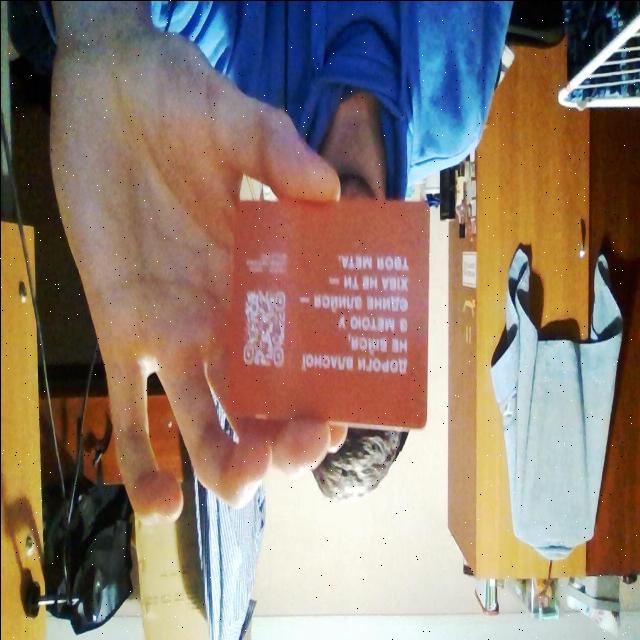 ДОРОГИ ВЛАСНОЇ
НЕ БІЙСЯ,
З МЕТОЮ У
ЄДИНЕ ЗЛИЙСЯ –
ХІБА НЕ ТИ –
ТВОЯ МЕТА.